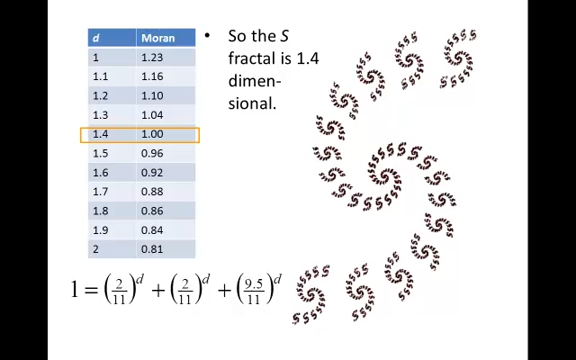 d Moran
1 1.23
1.1 1.16
1.2 1.10
1.3 1.04
1.4 1.00
1.5 0.96
1.6 0.92
1.7 0.88
1.8 0.86
1.9 0.84
2 0.81
• So the S
fractal is 1.4
dimen-
sional.
1 = (2/11)^d + (2/11)^d + (9.5/11)^d